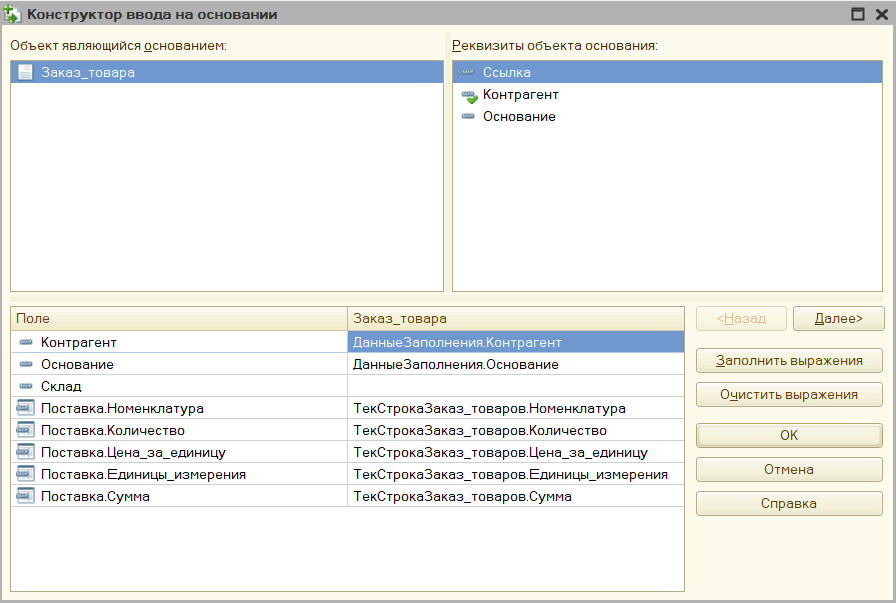 Конструктор ввода на основании
Объект являющийся основанием:
Реквизиты объекта основания:
Заказ_товара
Ссылка
Контрагент
Основание
Поле Заказ_товара
Контрагент ДанныеЗаполнения.Контрагент
Основание ДанныеЗаполнения.Основание
Склад
Поставка.Номенклатура ТекСтрокаЗаказ_товаров.Номенклатура
Поставка.Количество ТекСтрокаЗаказ_товаров.Количество
Поставка.Цена_за_единицу ТекСтрокаЗаказ_товаров.Цена_за_единицу
Поставка.Единицы_измерения ТекСтрокаЗаказ_товаров.Единицы_измерения
Поставка.Сумма ТекСтрокаЗаказ_товаров.Сумма
<Назад Далее>
Заполнить выражения
Очистить выражения
ОК
Отмена
Справка